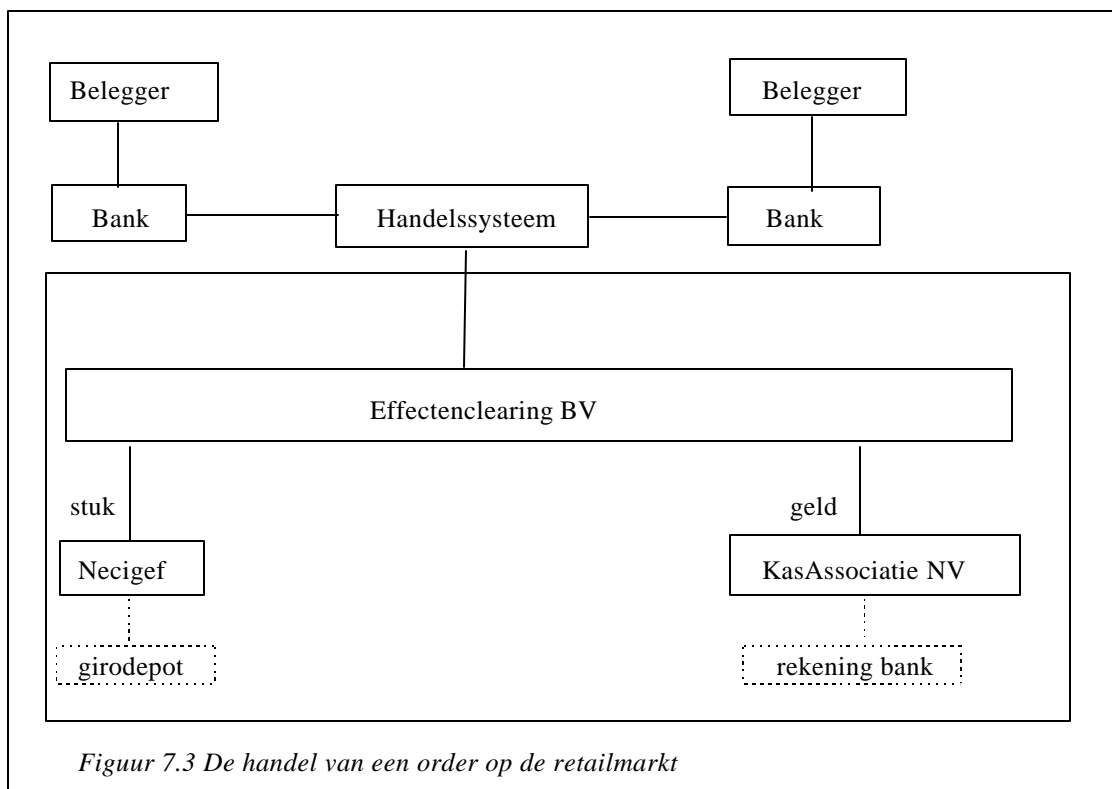 Belegger
Belegger
Bank
Handelssysteem
Bank
Effectenclearing BV
stuk
geld
Necigef
KasAssociatie NV
girodepot
rekening bank
Figuur 7.3 De handel van een order op de retailmarkt